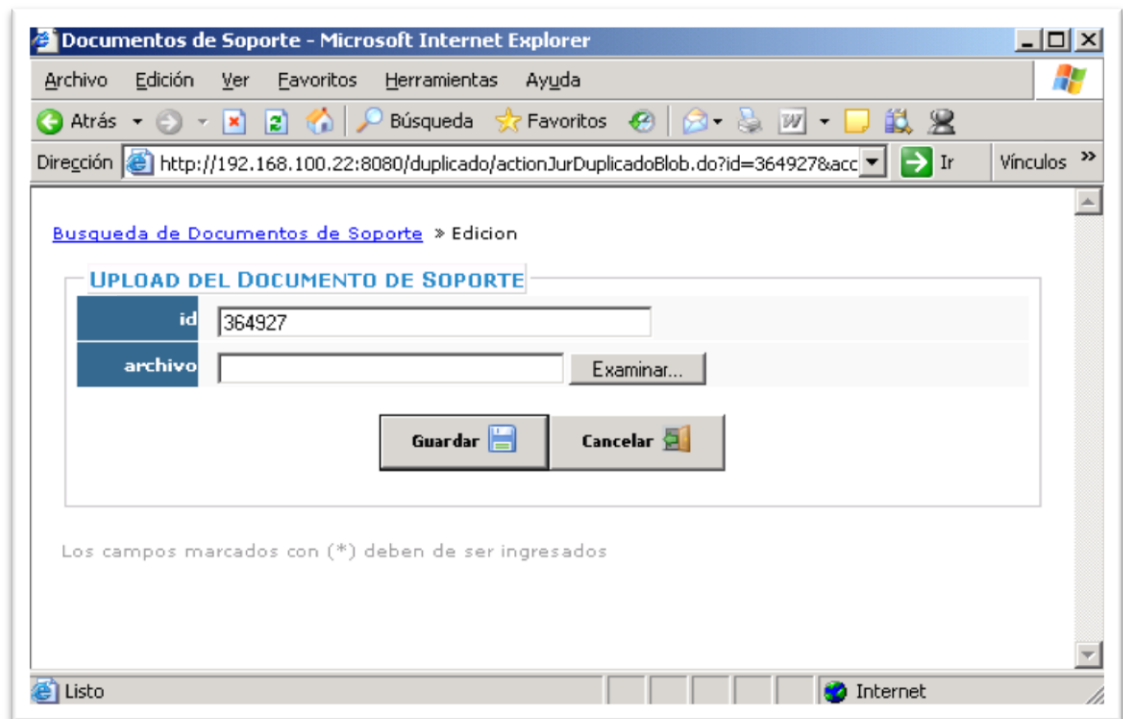 Documentos de Soporte - Microsoft Internet Explorer
Archivo Edición Ver Favoritos Herramientas Ayuda
Atrás Búsqueda Favoritos
Dirección http://192.168.100.22:8080/duplicado/actionJurDuplicadoBlob.do?id=364927&acc Ir Vínculos »
Busqueda de Documentos de Soporte » Edicion
UPLOAD DEL DOCUMENTO DE SOPORTE
id 364927
archivo Examinar...
Guardar Cancelar
Los campos marcados con (*) deben de ser ingresados
Listo Internet